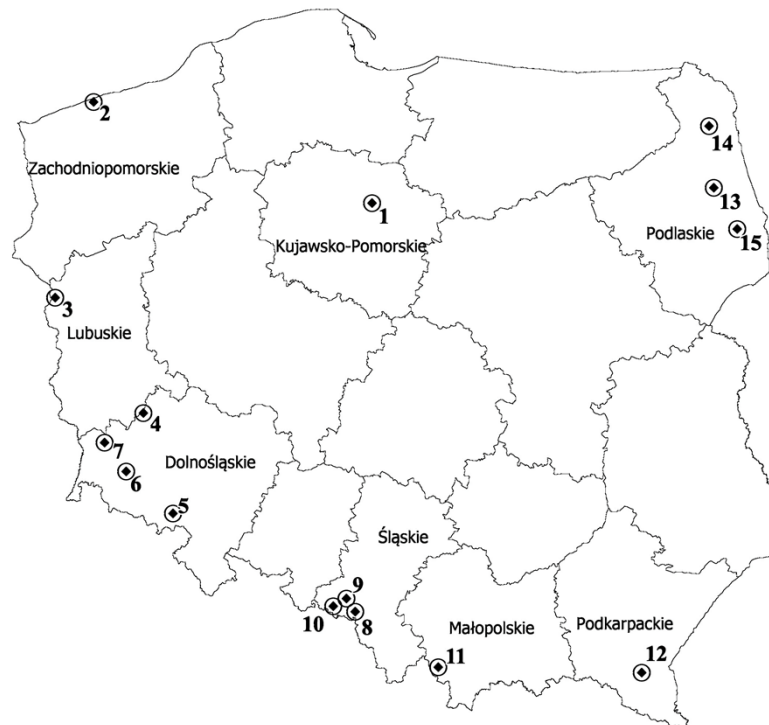 2
14
Zachodniopomorskie
13
1
Podlaskie
15
Kujawsko-Pomorskie
3
Lubuskie
4
7
Dolnośląskie
6
5
Śląskie
9
10
8
Małopolskie
Podkarpackie
11
12